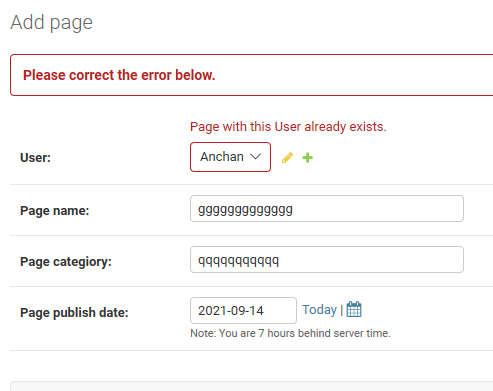 Add page
Please correct the error below.
Page with this User already exists.
User: Anchan
Page name: ggggggggggggg
Page categiory: qqqqqqqqqqq
Page publish date: 2021-09-14 Today |
Note: You are 7 hours behind server time.